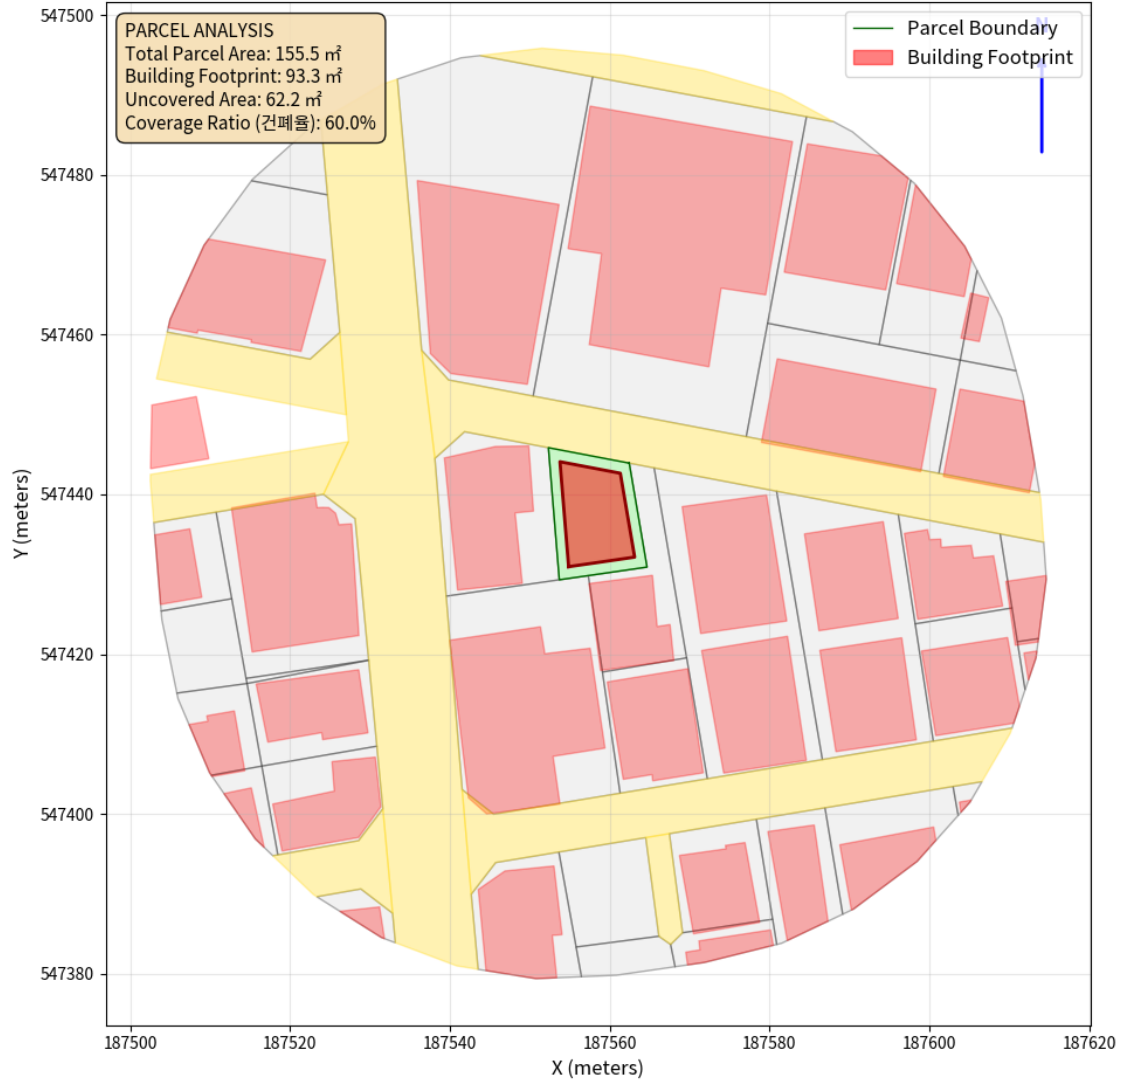 PARCEL ANALYSIS
Total Parcel Area: 155.5 ㎡
Building Footprint: 93.3 ㎡
Uncovered Area: 62.2 ㎡
Coverage Ratio (건폐율): 60.0%
Parcel Boundary
Building Footprint
N
547500
547480
547460
547440
547420
547400
547380
Y (meters)
187500
187520
187540
187560
187580
187600
187620
X (meters)